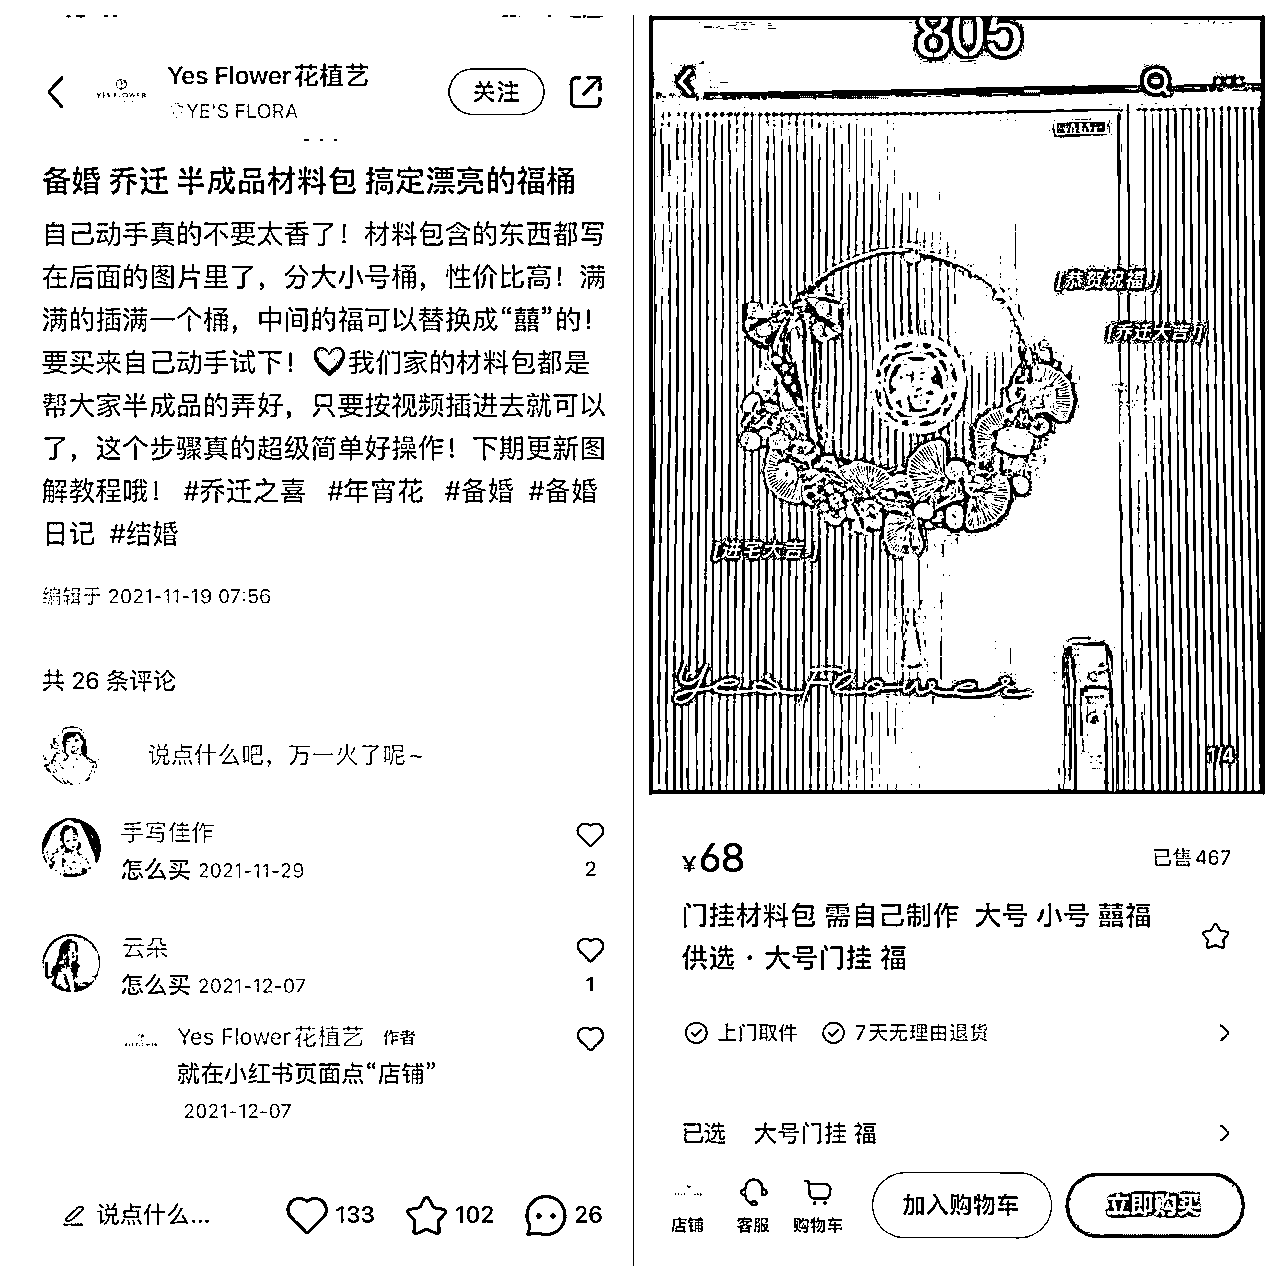 Yes Flower花植艺
YE'S FLORA
关注
备婚 乔迁 半成品材料包 搞定漂亮的福桶
自己动手真的不要太香了！材料包含的东西都写
在后面的图片里了，分大小号桶，性价比高！满
满的插满一个桶，中间的福可以替换成“囍”的！
要买来自己动手试下！♡我们家的材料包都是
帮大家半成品的弄好，只要按视频插进去就可以
了，这个步骤真的超级简单好操作！下期更新图
解教程哦！ #乔迁之喜 #年宵花 #备婚 #备婚
日记 #结婚
编辑于 2021-11-19 07:56
共 26 条评论
说点什么吧，万一火了呢~
手写佳作
怎么买 2021-11-29
2
云朵
怎么买 2021-12-07
1
Yes Flower花植艺 作者
就在小红书页面点“店铺”
2021-12-07
说点什么...
133
102
26
805
[恭贺祝福]
[乔迁大吉]
[进宅大吉]
Yes Flower
1/4
¥68
已售467
门挂材料包 需自己制作 大号 小号 囍福
供选·大号门挂 福
上门取件 7天无理由退货
已选 大号门挂 福
店铺
客服
购物车
加入购物车
立即购买